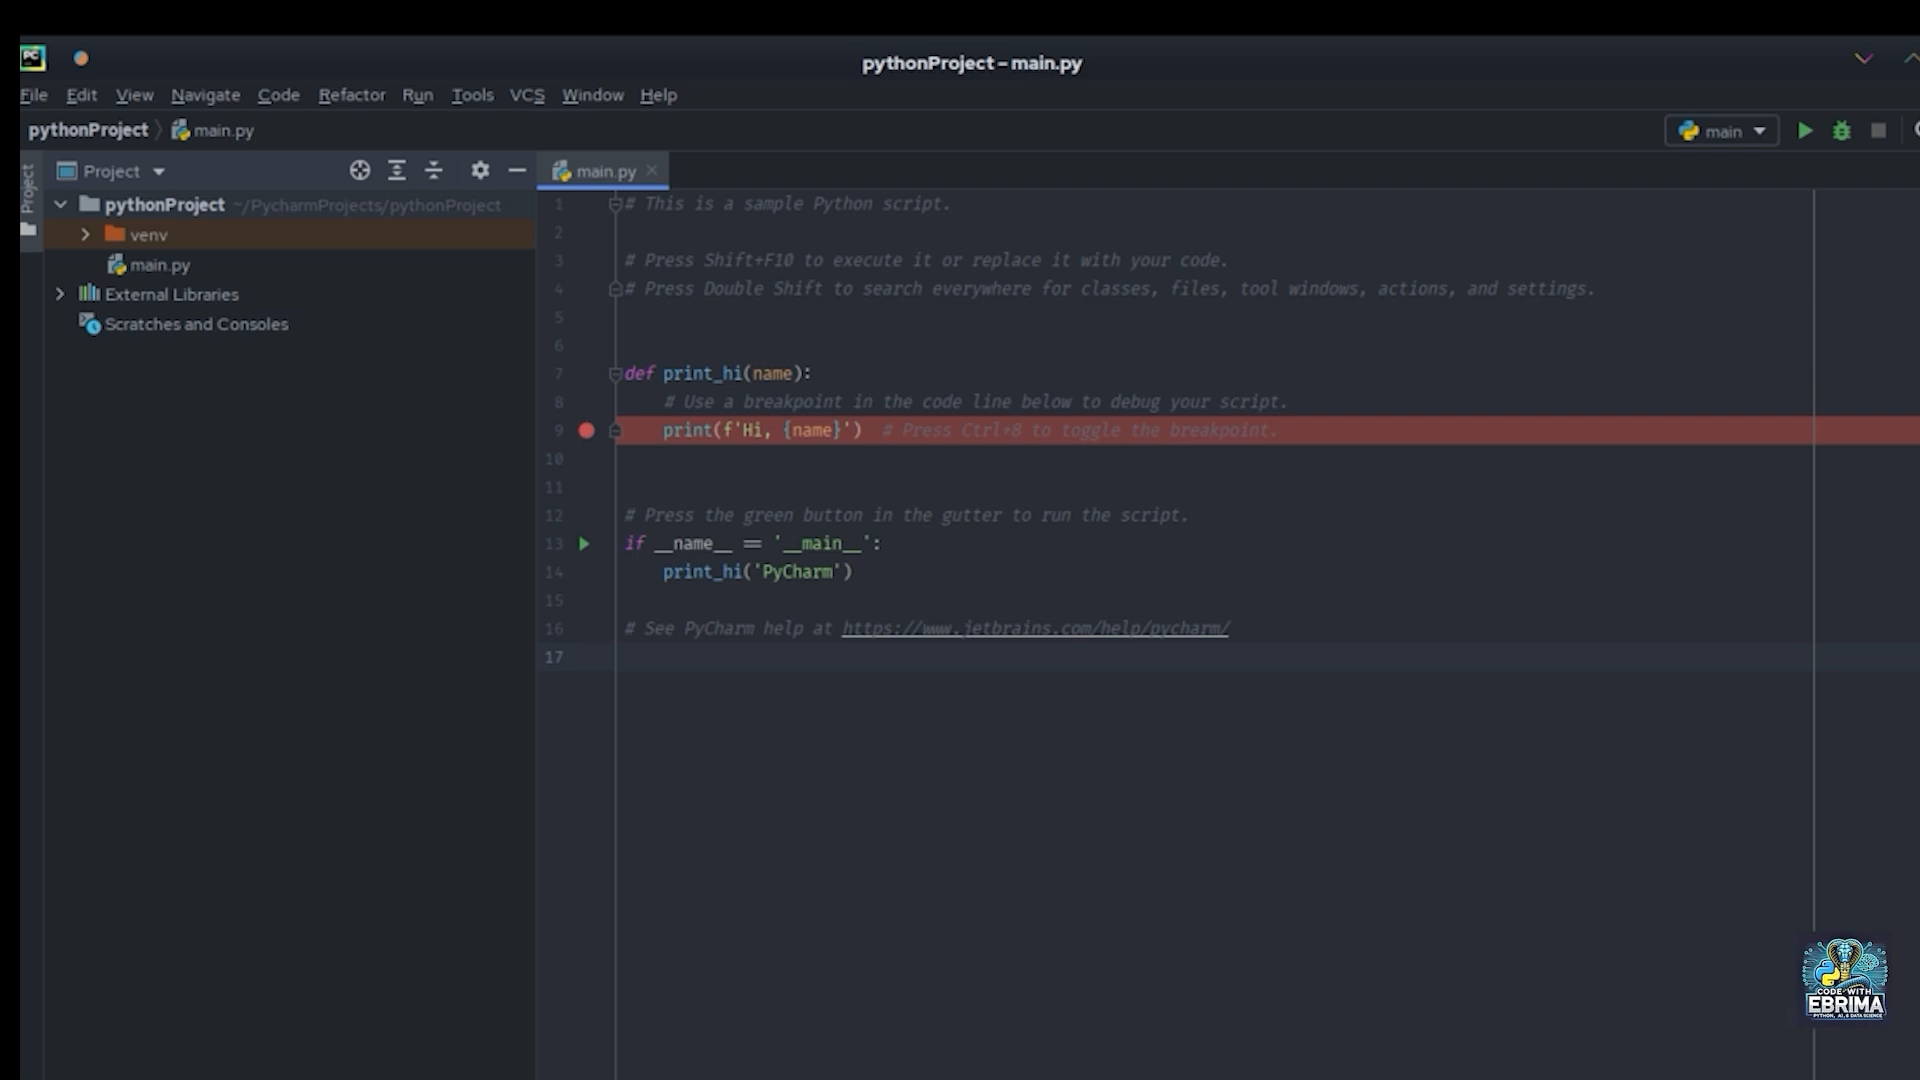 PC
pythonProject – main.py
File Edit View Navigate Code Refactor Run Tools VCS Window Help
pythonProject main.py
main
Project
Project
main.py
pythonProject ~/PycharmProjects/pythonProject
venv
main.py
External Libraries
Scratches and Consoles
1 # This is a sample Python script.
2
3 # Press Shift+F10 to execute it or replace it with your code.
4 # Press Double Shift to search everywhere for classes, files, tool windows, actions, and settings.
5
6
7 def print_hi(name):
8 # Use a breakpoint in the code line below to debug your script.
9 print(f'Hi, {name}') # Press Ctrl+8 to toggle the breakpoint.
10
11
12 # Press the green button in the gutter to run the script.
13 if __name__ == '__main__':
14 print_hi('PyCharm')
15
16 # See PyCharm help at https://www.jetbrains.com/help/pycharm/
17
CODE WITH
EBRIMA
PYTHON, AI, & DATA SCIENCE